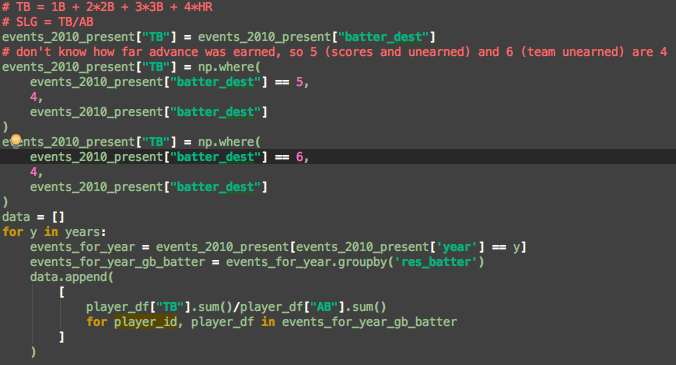 # TB = 1B + 2*2B + 3*3B + 4*HR
# SLG = TB/AB
events_2010_present["TB"] = events_2010_present["batter_dest"]
# don't know how far advance was earned, so 5 (scores and unearned) and 6 (team unearned) are 4
events_2010_present["TB"] = np.where(
events_2010_present["batter_dest"] == 5,
4,
events_2010_present["batter_dest"]
)
events_2010_present["TB"] = np.where(
events_2010_present["batter_dest"] == 6,
4,
events_2010_present["batter_dest"]
)
data = []
for y in years:
events_for_year = events_2010_present[events_2010_present['year'] == y]
events_for_year_gb_batter = events_for_year.groupby('res_batter')
data.append(
[
player_df["TB"].sum()/player_df["AB"].sum()
for player_id, player_df in events_for_year_gb_batter
]
)